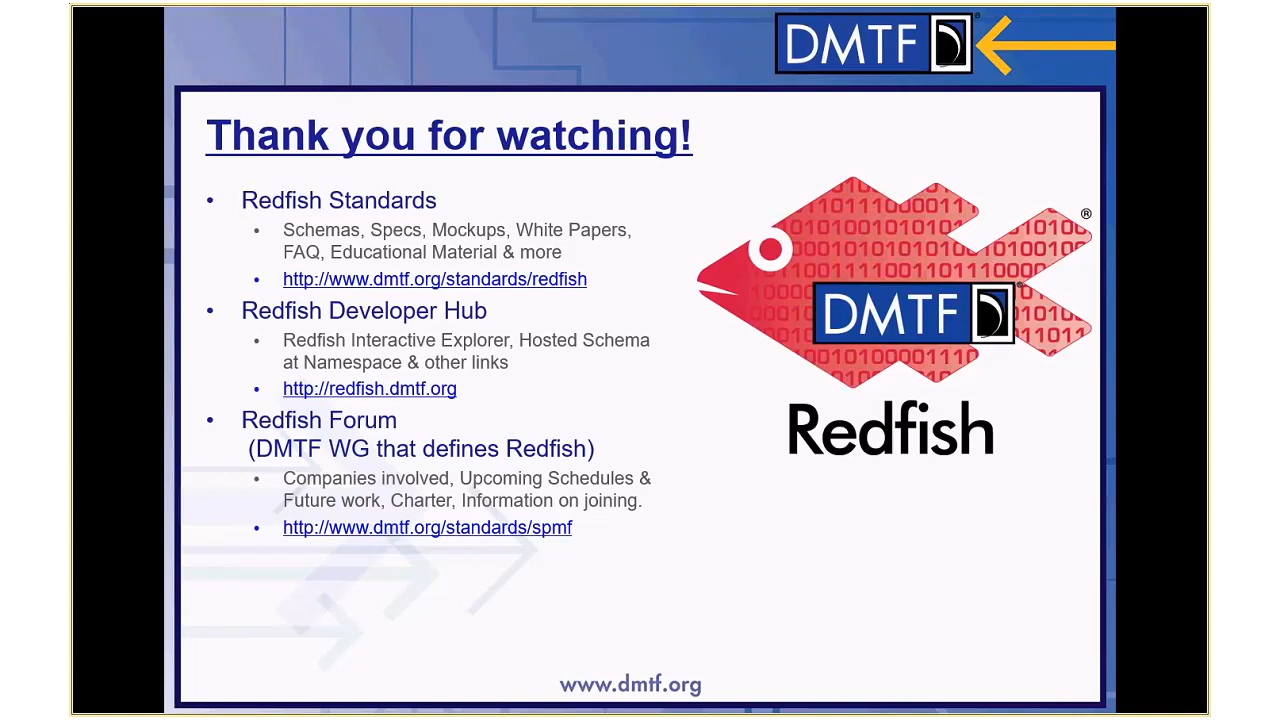 DMTF
Thank you for watching!
• Redfish Standards
• Schemas, Specs, Mockups, White Papers,
FAQ, Educational Material & more
• http://www.dmtf.org/standards/redfish
• Redfish Developer Hub
• Redfish Interactive Explorer, Hosted Schema
at Namespace & other links
• http://redfish.dmtf.org
• Redfish Forum
(DMTF WG that defines Redfish)
• Companies involved, Upcoming Schedules &
Future work, Charter, Information on joining.
• http://www.dmtf.org/standards/spmf
®
DMTF
Redfish
www.dmtf.org